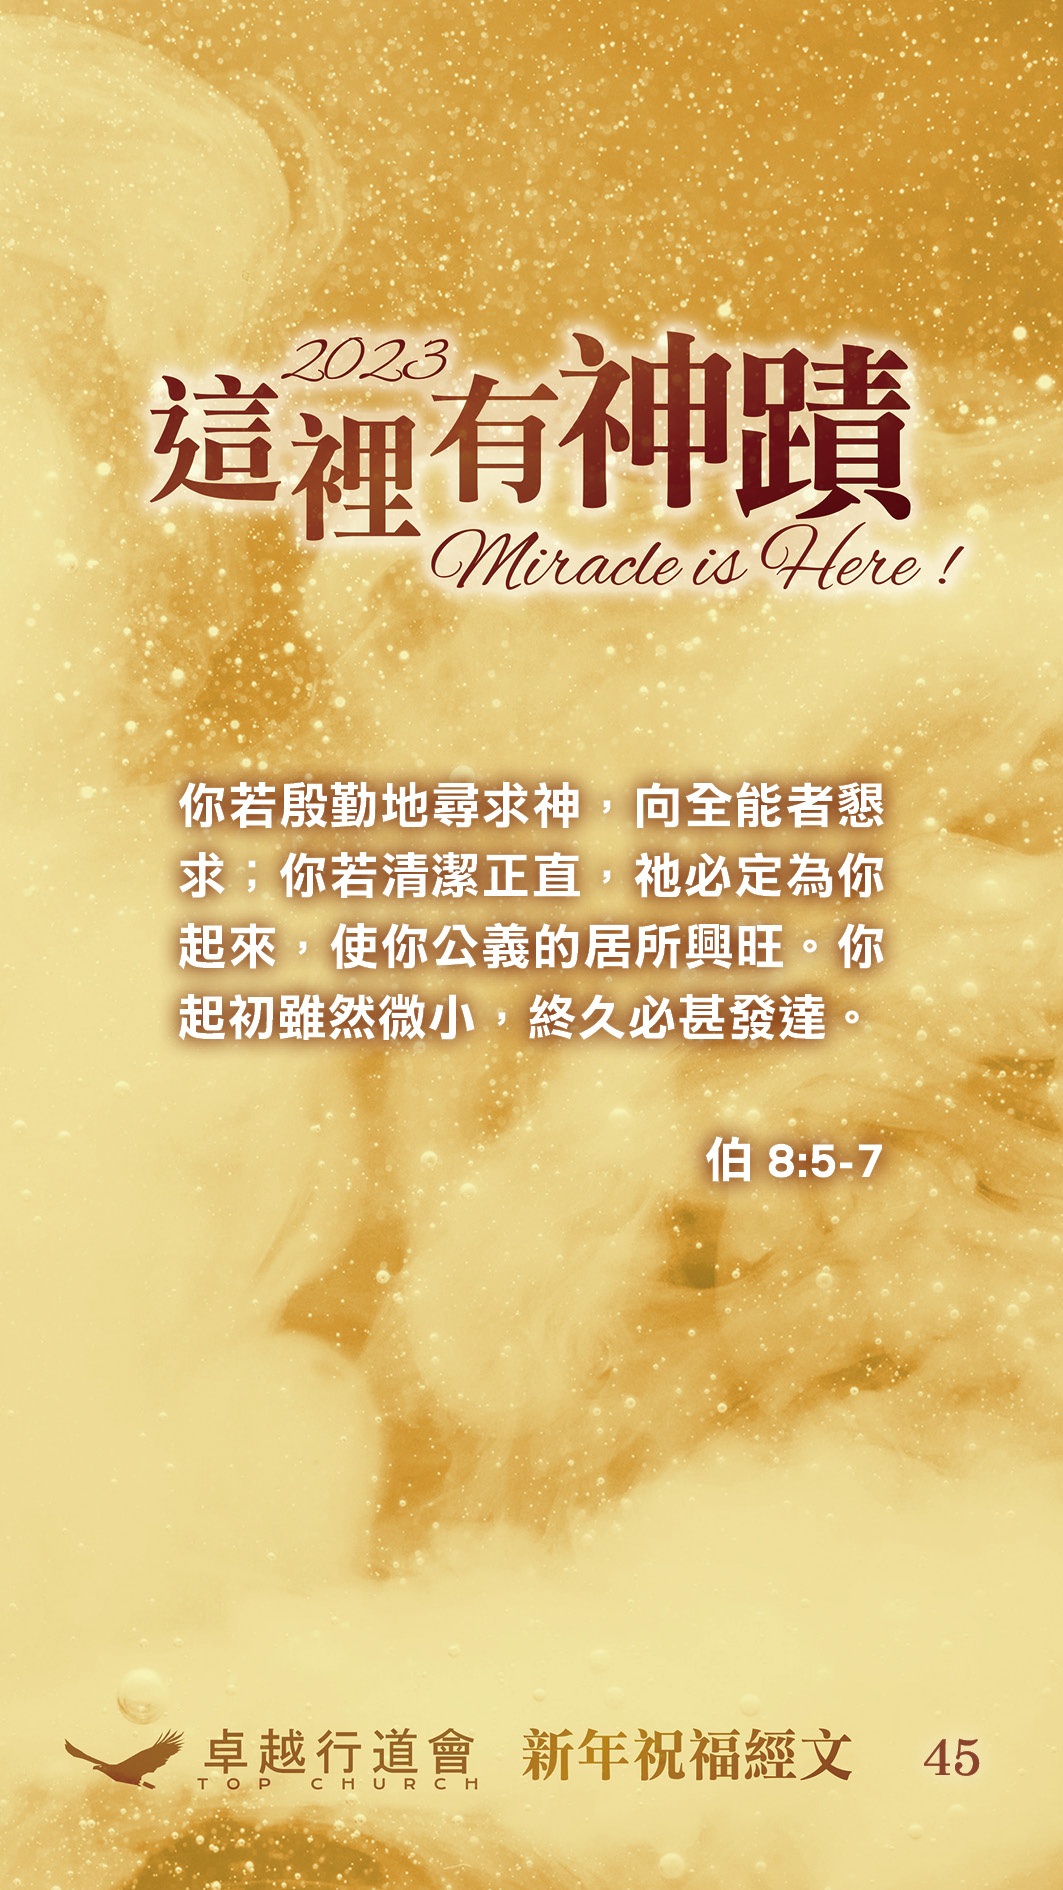 2023
這裡有神蹟
Miracle is Here !
你若殷勤地尋求神，向全能者懇
求；你若清潔正直，祂必定為你
起來，使你公義的居所興旺。你
起初雖然微小，終久必甚發達。
伯 8:5-7
卓越行道會 新年祝福經文 45
TOP CHURCH